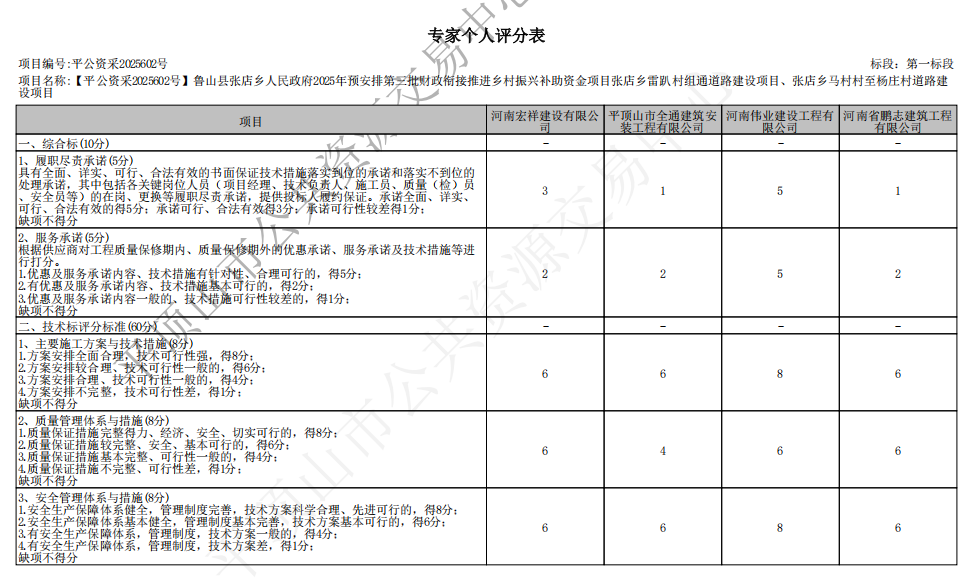 专家个人评分表
项目编号:平公资采2025602号
标段：第一标段
项目名称:【平公资采2025602号】鲁山县张店乡人民政府2025年预安排第三批财政衔接推进乡村振兴补助资金项目张店乡雷趴村组通道路建设项目、张店乡马村村至杨庄村道路建
设项目
项目
河南宏祥建设有限公
司
平顶山市全通建筑安
装工程有限公司
河南伟业建设工程有
限公司
河南省鹏志建筑工程
有限公司
一、综合标(10分)
-
-
-
-
1、履职尽责承诺(5分)
具有全面、详实、可行、合法有效的书面保证技术措施落实到位的承诺和落实不到位的
处理承诺，其中包括各关键岗位人员（项目经理、技术负责人、施工员、质量（检）员
、安全员等）的在岗、更换等履职尽责承诺，提供投标人履约保证。承诺全面、详实、
可行、合法有效的得5分；承诺可行、合法有效得3分；承诺可行性较差得1分；
缺项不得分
3
1
5
1
2、服务承诺(5分)
根据供应商对工程质量保修期内、质量保修期外的优惠承诺、服务承诺及技术措施等进
行打分。
1.优惠及服务承诺内容、技术措施有针对性、合理可行的，得5分；
2.有优惠及服务承诺内容、技术措施基本可行的，得2分；
3.优惠及服务承诺内容一般的、技术措施可行性较差的，得1分；
缺项不得分
2
2
5
2
二、技术标评分标准(60分)
-
-
-
-
1、主要施工方案与技术措施(8分)
1.方案安排全面合理、技术可行性强，得8分；
2.方案安排较合理、技术可行性一般的，得6分；
3.方案安排合理、技术可行性一般的，得4分；
4.方案安排不完整，技术可行性差，得1分；
缺项不得分
6
6
8
6
2、质量管理体系与措施(8分)
1.质量保证措施完整得力、经济、安全、切实可行的，得8分；
2.质量保证措施较完整、安全、基本可行的，得6分；
3.质量保证措施基本完整、可行性一般的，得4分；
4.质量保证措施不完整、可行性差，得1分；
缺项不得分
6
4
6
6
3、安全管理体系与措施(8分)
1.安全生产保障体系健全，管理制度完善，技术方案科学合理、先进可行的，得8分；
2.安全生产保障体系基本健全，管理制度基本完善，技术方案基本可行的，得6分；
3.有安全生产保障体系，管理制度，技术方案一般的，得4分；
4.有安全生产保障体系，管理制度，技术方案差，得1分；
缺项不得分
6
6
8
6
平顶山市公共资源交易中心
平顶山市公共资源交易中心